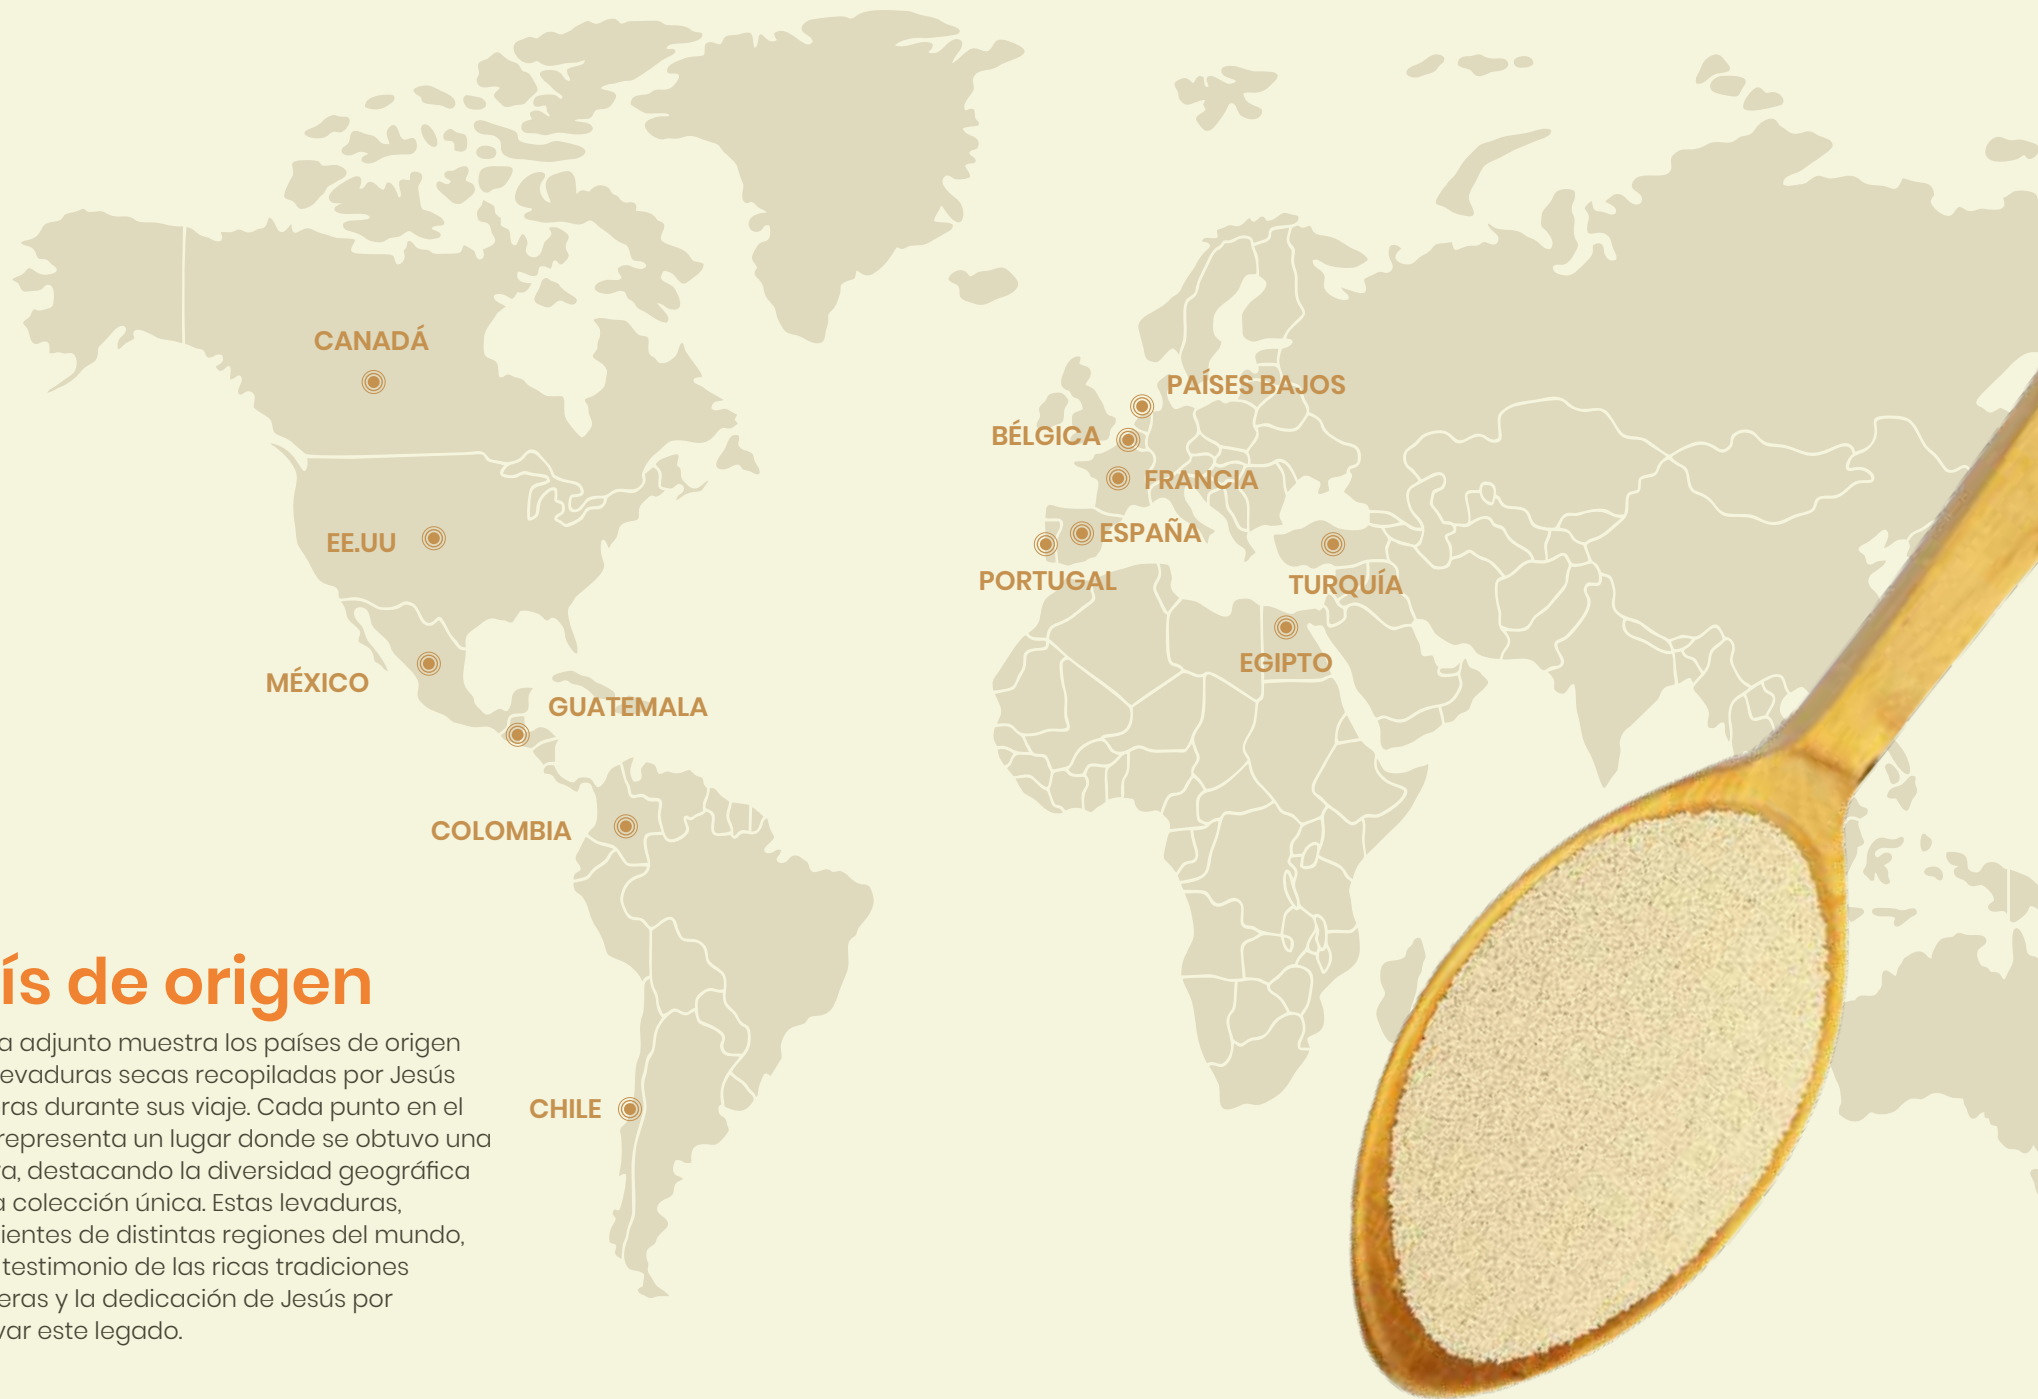 CANADÁ
PAÍSES BAJOS
BÉLGICA
FRANCIA
EE.UU
ESPAÑA
PORTUGAL
TURQUÍA
EGIPTO
MÉXICO
GUATEMALA
COLOMBIA
CHILE
ís de origen
a adjunto muestra los países de origen
evaduras secas recopiladas por Jesús
ras durante sus viaje. Cada punto en el
representa un lugar donde se obtuvo una
a, destacando la diversidad geográfica
a colección única. Estas levaduras,
ientes de distintas regiones del mundo,
testimonio de las ricas tradiciones
eras y la dedicación de Jesús por
var este legado.